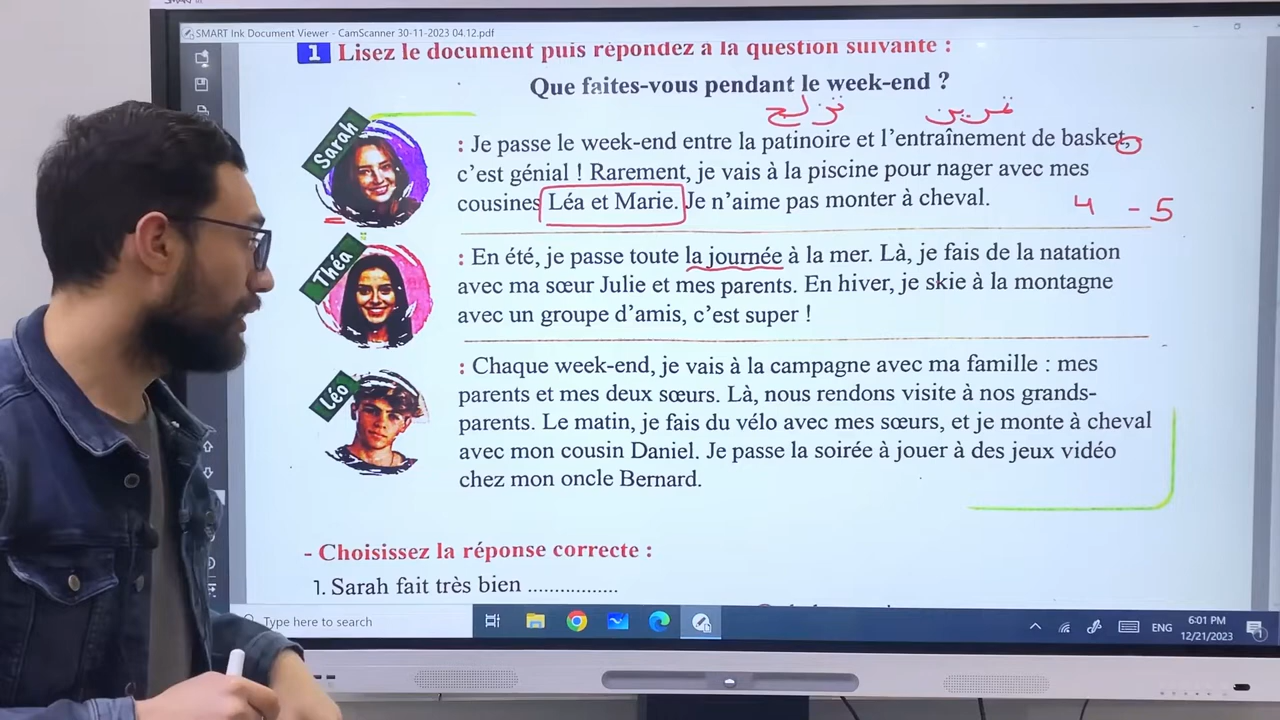 SMART Ink Document Viewer - CamScanner 30-11-2023 04.12.pdf
1 Lisez le document puis répondez à la question suivante :
Que faites-vous pendant le week-end ?
تزلج تمرين
Sarah
: Je passe le week-end entre la patinoire et l'entraînement de basket,
c'est génial ! Rarement, je vais à la piscine pour nager avec mes
cousines Léa et Marie. Je n'aime pas monter à cheval.
4 - 5
Théa
: En été, je passe toute la journée à la mer. Là, je fais de la natation
avec ma sœur Julie et mes parents. En hiver, je skie à la montagne
avec un groupe d'amis, c'est super !
Léo
: Chaque week-end, je vais à la campagne avec ma famille : mes
parents et mes deux sœurs. Là, nous rendons visite à nos grands-
parents. Le matin, je fais du vélo avec mes sœurs, et je monte à cheval
avec mon cousin Daniel. Je passe la soirée à jouer à des jeux vidéo
chez mon oncle Bernard.
- Choisissez la réponse correcte :
1. Sarah fait très bien .................
Type here to search
ENG
6:01 PM
12/21/2023